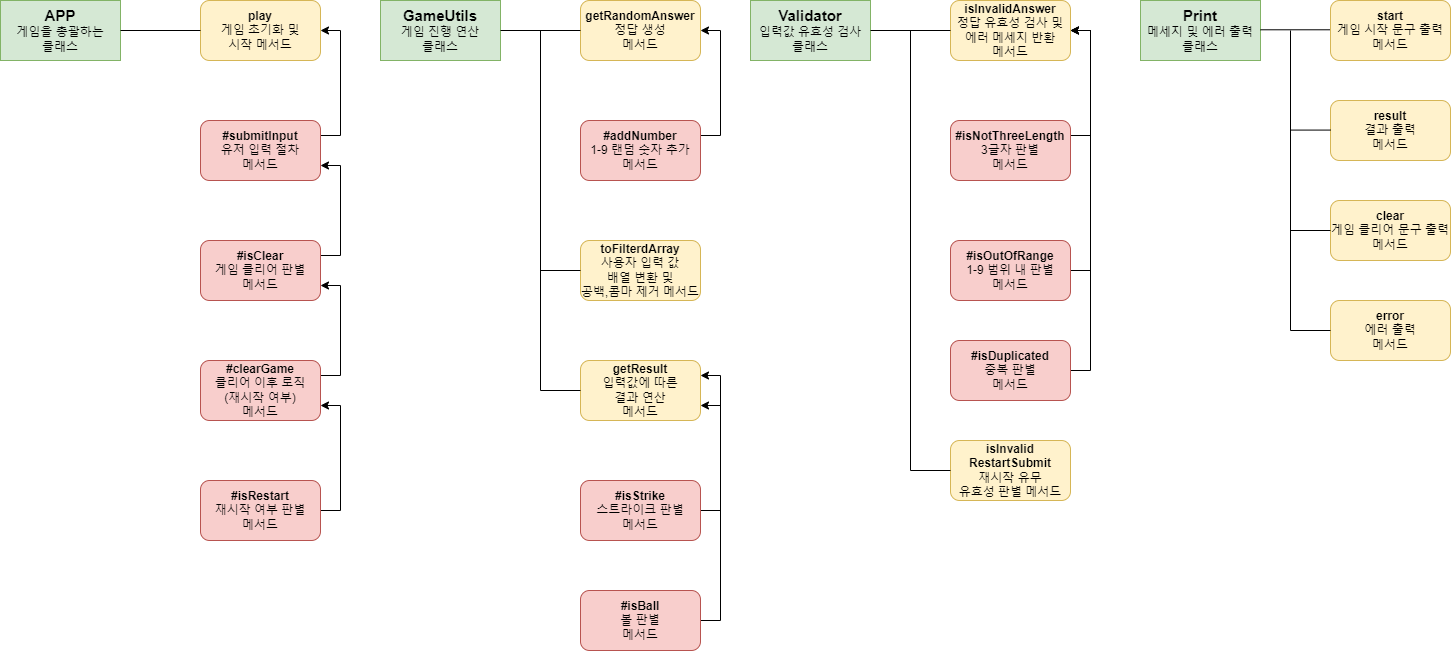 APP
게임을 총괄하는
클래스
play
게임 초기화 및
시작 메서드
#submitInput
유저 입력 절차
메서드
#isClear
게임 클리어 판별
메서드
#clearGame
클리어 이후 로직
(재시작 여부)
메서드
#isRestart
재시작 여부 판별
메서드
GameUtils
게임 진행 연산
클래스
getRandomAnswer
정답 생성
메서드
#addNumber
1-9 랜덤 숫자 추가
메서드
toFilterdArray
사용자 입력 값
배열 변환 및
공백,콤마 제거 메서드
getResult
입력값에 따른
결과 연산
메서드
#isStrike
스트라이크 판별
메서드
#isBall
볼 판별
메서드
Validator
입력값 유효성 검사
클래스
isInvalidAnswer
정답 유효성 검사 및
에러 메세지 반환
메서드
#isNotThreeLength
3글자 판별
메서드
#isOutOfRange
1-9 범위 내 판별
메서드
#isDuplicated
중복 판별
메서드
isInvalid
RestartSubmit
재시작 유무
유효성 판별 메서드
Print
메세지 및 에러 출력
클래스
start
게임 시작 문구 출력
메서드
result
결과 출력
메서드
clear
게임 클리어 문구 출력
메서드
error
에러 출력
메서드